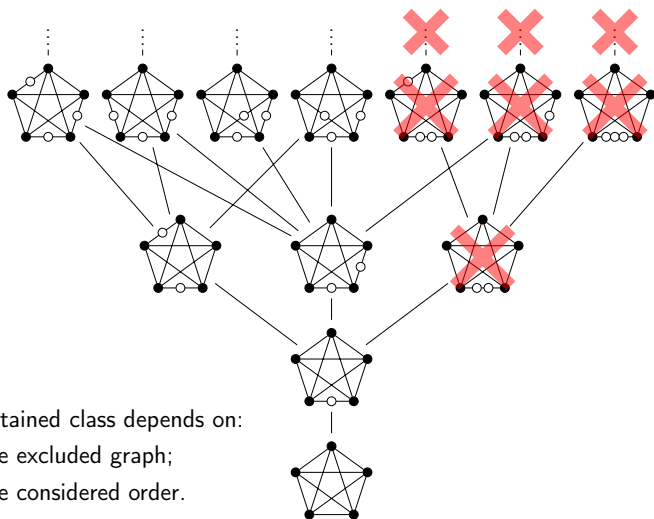 tained class depends on:
e excluded graph;
e considered order.